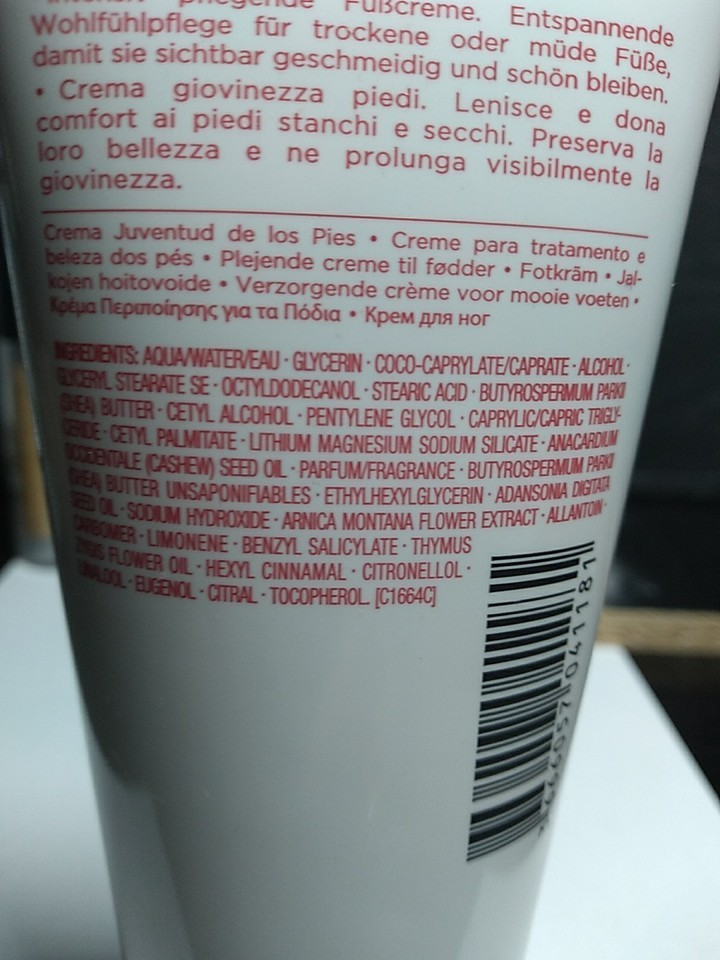 pflegende Fußcreme. Entspannende
Wohlfühlpflege für trockene oder müde Füße,
damit sie sichtbar geschmeidig und schön bleiben.
• Crema giovinezza piedi. Lenisce e dona
comfort ai piedi stanchi e secchi. Preserva la
loro bellezza e ne prolunga visibilmente la
giovinezza.
Crema Juventud de los Pies • Creme para tratamento e
beleza dos pés • Plejende creme til fødder • Fotkräm • Jal-
kojen hoitovoide • Verzorgende crème voor mooie voeten •
Κρέμα Περιποίησης για τα Πόδια • Крем для ног
INGREDIENTS: AQUA/WATER/EAU · GLYCERIN · COCO-CAPRYLATE/CAPRATE · ALCOHOL ·
GLYCERYL STEARATE SE · OCTYLDODECANOL · STEARIC ACID · BUTYROSPERMUM PARKII
(SHEA) BUTTER · CETYL ALCOHOL · PENTYLENE GLYCOL · CAPRYLIC/CAPRIC TRIGLY-
CERIDE · CETYL PALMITATE · LITHIUM MAGNESIUM SODIUM SILICATE · ANACARDIUM
OCCIDENTALE (CASHEW) SEED OIL · PARFUM/FRAGRANCE · BUTYROSPERMUM PARKII
(SHEA) BUTTER UNSAPONIFIABLES · ETHYLHEXYLGLYCERIN · ADANSONIA DIGITATA
SEED OIL · SODIUM HYDROXIDE · ARNICA MONTANA FLOWER EXTRACT · ALLANTOIN ·
CARBOMER · LIMONENE · BENZYL SALICYLATE · THYMUS
ZYGIS FLOWER OIL · HEXYL CINNAMAL · CITRONELLOL ·
LINALOOL · EUGENOL · CITRAL · TOCOPHEROL. [C1664C]
666057 041181